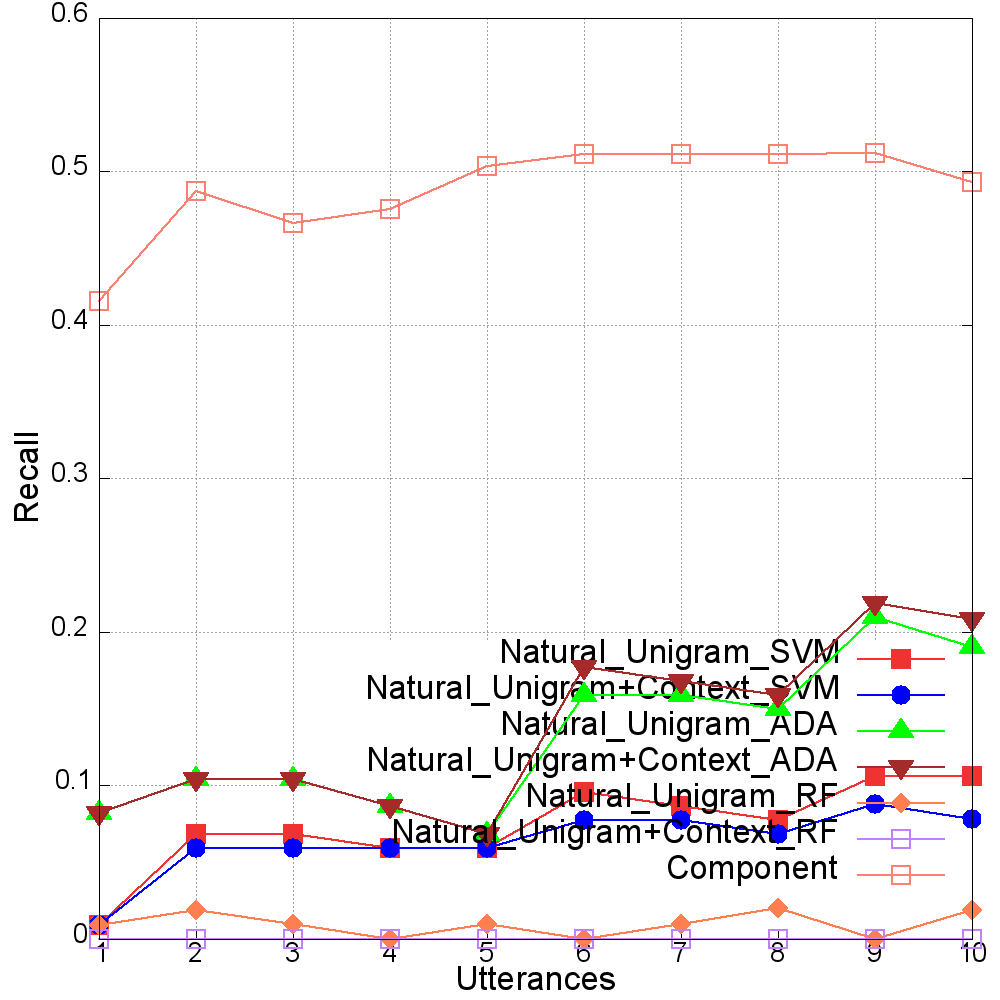 0.6
0.5
0.4
0.3
0.2
0.1
0
Recall
Natural_Unigram_SVM
Natural_Unigram+Context_SVM
Natural_Unigram_ADA
Natural_Unigram+Context_ADA
Natural_Unigram_RF
Natural_Unigram+Context_RF
Component
1 2 3 4 5 6 7 8 9 10
Utterances